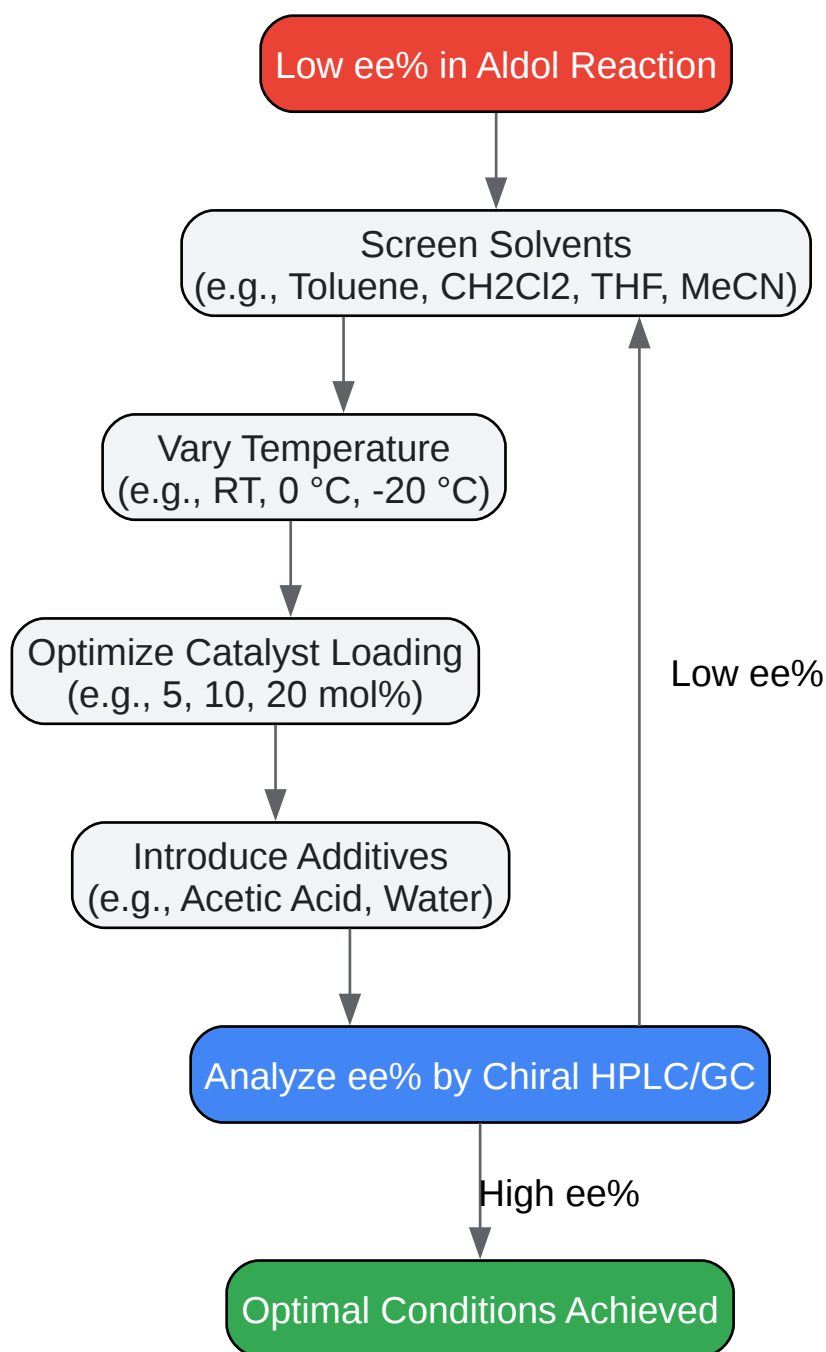 Low ee% in Aldol Reaction
Screen Solvents
(e.g., Toluene, CH2Cl2, THF, MeCN)
Vary Temperature
(e.g., RT, 0 °C, -20 °C)
Optimize Catalyst Loading
(e.g., 5, 10, 20 mol%)
Low ee%
Introduce Additives
(e.g., Acetic Acid, Water)
Analyze ee% by Chiral HPLC/GC
High ee%
Optimal Conditions Achieved